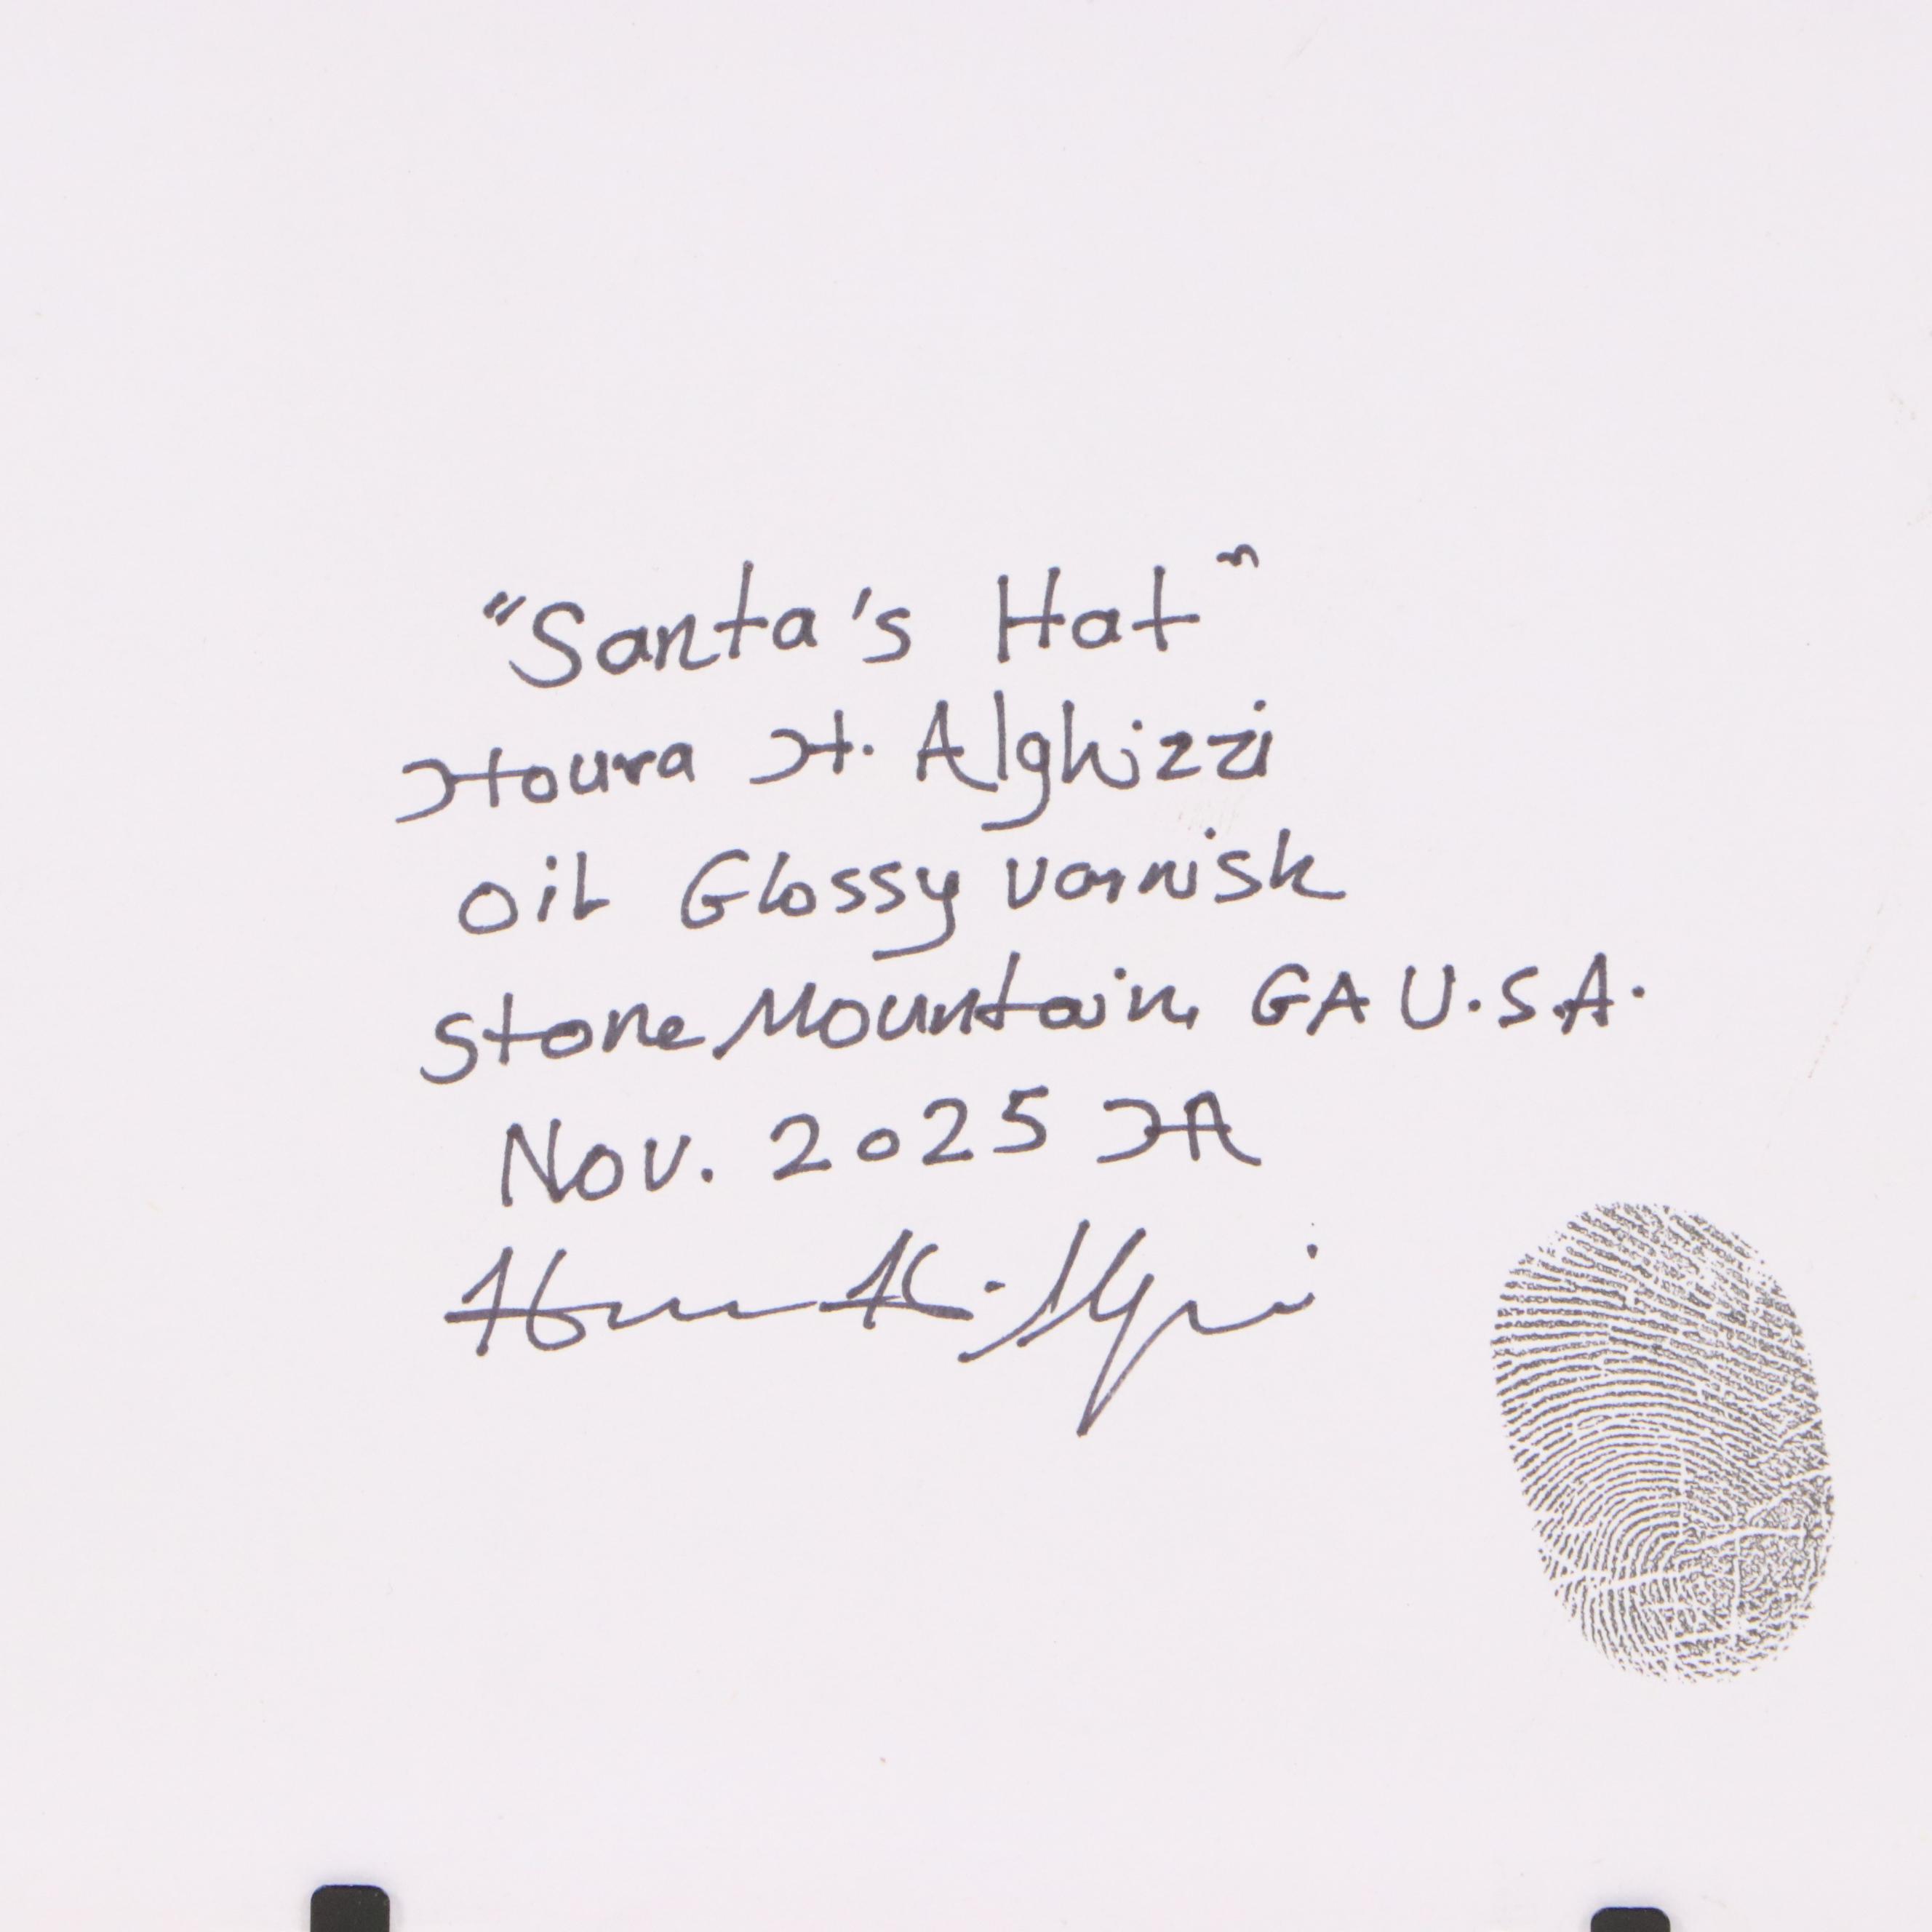 "Santa's Hat"
Houra H. Alghizzi
oil Glossy varnish
Stone Mountain, GA U.S.A.
Nov. 2025 HA